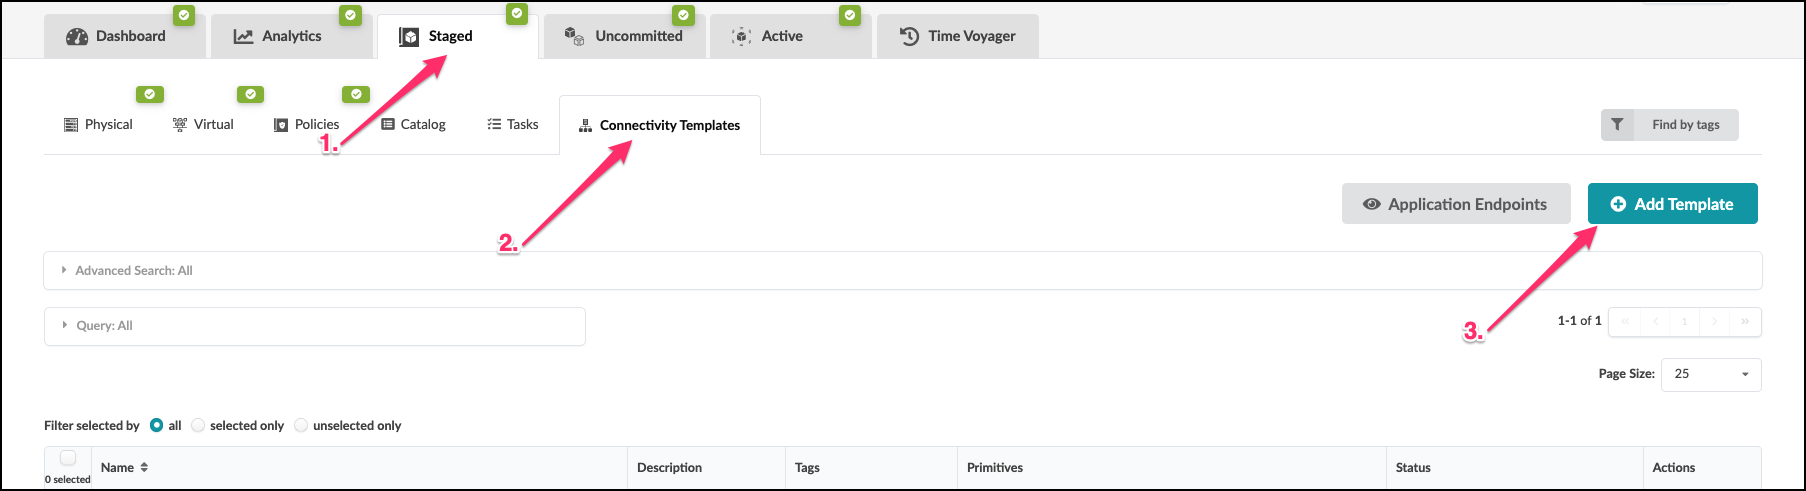 Dashboard Analytics Staged Uncommitted Active Time Voyager
Physical Virtual Policies Catalog Tasks Connectivity Templates Find by tags
1.
Application Endpoints Add Template
2.
Advanced Search: All
Query: All 1-1 of 1 « < 1 > »
3.
Page Size: 25
Filter selected by all selected only unselected only
Name Description Tags Primitives Status Actions
0 selected